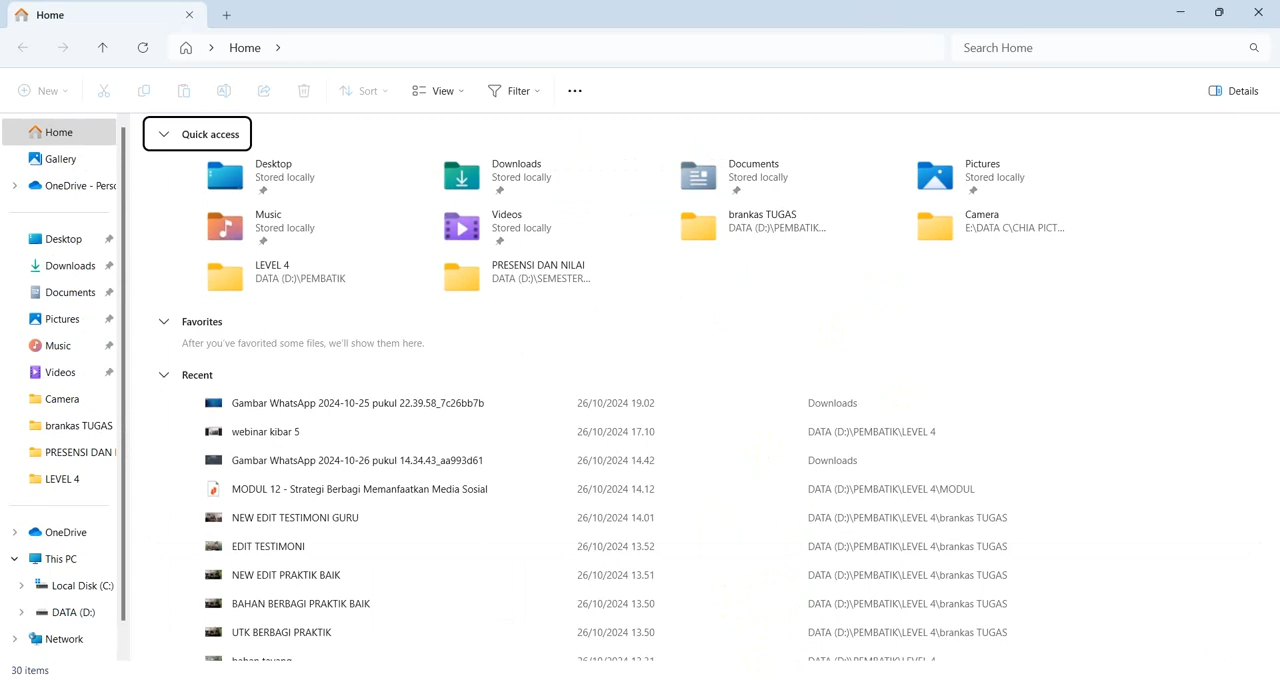 Home
Home
Search Home
New
Sort
View
Filter
Details
Home
Gallery
OneDrive - Perso
Desktop
Downloads
Documents
Pictures
Music
Videos
Camera
brankas TUGAS
PRESENSI DAN
LEVEL 4
OneDrive
This PC
Local Disk (C:)
DATA (D:)
Network
Quick access
Desktop
Stored locally
Downloads
Stored locally
Documents
Stored locally
Pictures
Stored locally
Music
Stored locally
Videos
Stored locally
brankas TUGAS
DATA (D:)\PEMBATIK...
Camera
E:\DATA C\CHIA PICT...
LEVEL 4
DATA (D:)\PEMBATIK
PRESENSI DAN NILAI
DATA (D:)\SEMESTER...
Favorites
After you've favorited some files, we'll show them here.
Recent
Gambar WhatsApp 2024-10-25 pukul 22.39.58_7c26bb7b 26/10/2024 19.02 Downloads
webinar kibar 5 26/10/2024 17.10 DATA (D:)\PEMBATIK\LEVEL 4
Gambar WhatsApp 2024-10-26 pukul 14.34.43_aa993d61 26/10/2024 14.42 Downloads
MODUL 12 - Strategi Berbagi Memanfaatkan Media Sosial 26/10/2024 14.12 DATA (D:)\PEMBATIK\LEVEL 4\MODUL
NEW EDIT TESTIMONI GURU 26/10/2024 14.01 DATA (D:)\PEMBATIK\LEVEL 4\brankas TUGAS
EDIT TESTIMONI 26/10/2024 13.52 DATA (D:)\PEMBATIK\LEVEL 4\brankas TUGAS
NEW EDIT PRAKTIK BAIK 26/10/2024 13.51 DATA (D:)\PEMBATIK\LEVEL 4\brankas TUGAS
BAHAN BERBAGI PRAKTIK BAIK 26/10/2024 13.50 DATA (D:)\PEMBATIK\LEVEL 4\brankas TUGAS
UTK BERBAGI PRAKTIK 26/10/2024 13.50 DATA (D:)\PEMBATIK\LEVEL 4\brankas TUGAS
30 items